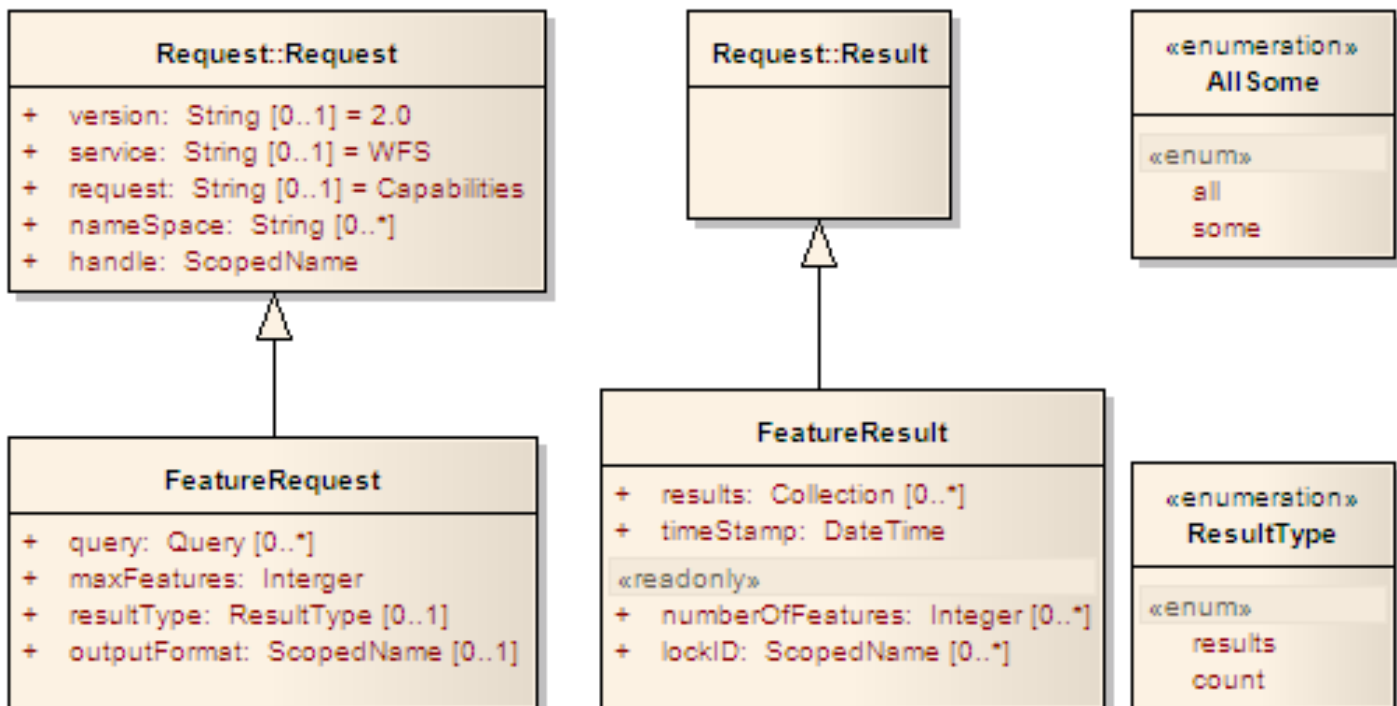 Request::Request
+ version: String [0..1] = 2.0
+ service: String [0..1] = WFS
+ request: String [0..1] = Capabilities
+ nameSpace: String [0..*]
+ handle: ScopedName
Request::Result
«enumeration»
AllSome
«enum»
all
some
FeatureRequest
+ query: Query [0..*]
+ maxFeatures: Interger
+ resultType: ResultType [0..1]
+ outputFormat: ScopedName [0..1]
FeatureResult
+ results: Collection [0..*]
+ timeStamp: DateTime
«readonly»
+ numberOfFeatures: Integer [0..*]
+ lockID: ScopedName [0..*]
«enumeration»
ResultType
«enum»
results
count